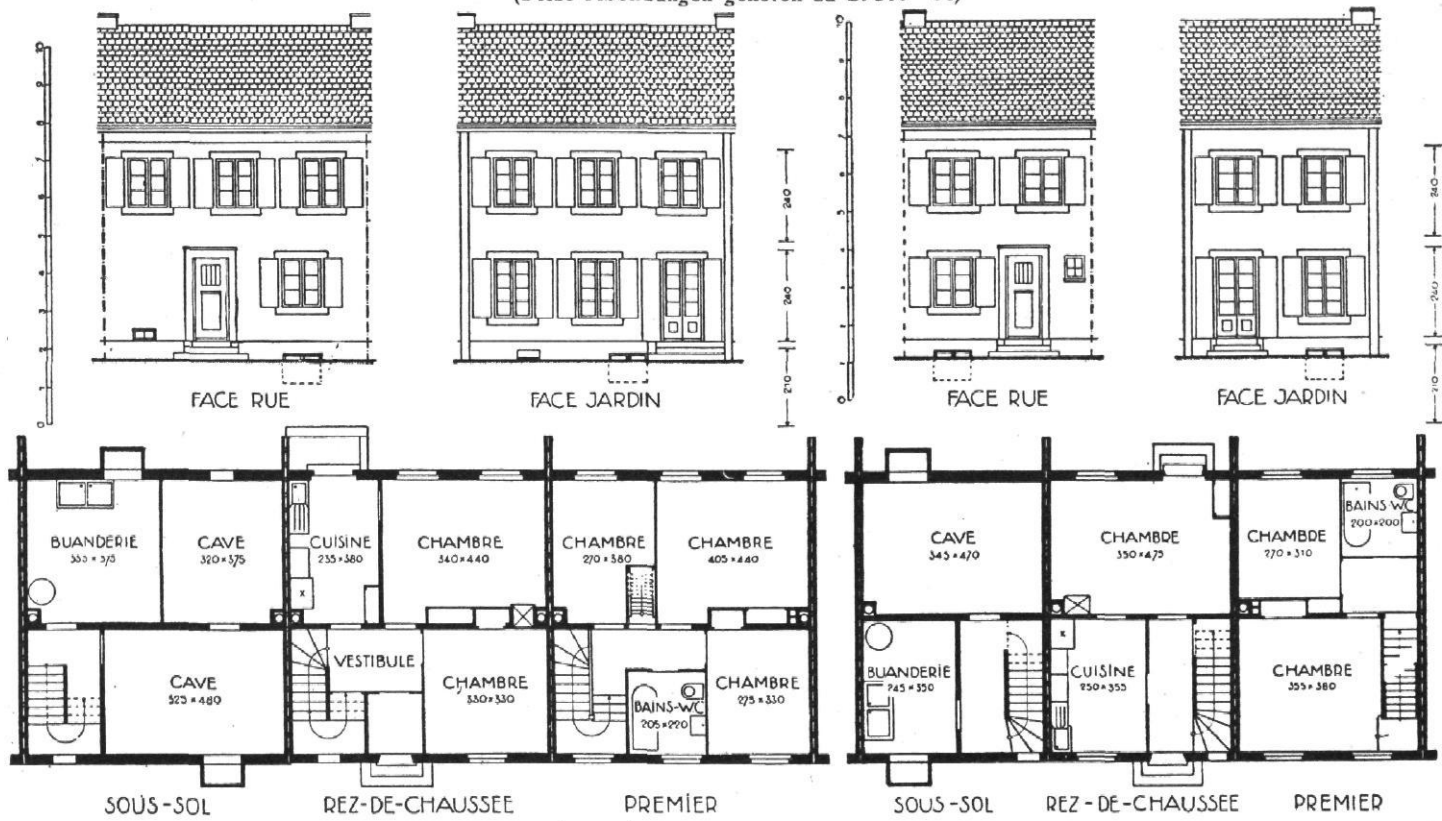 FACE RUE
FACE JARDIN
240
240
210
FACE RUE
FACE JARDIN
240
240
210
BUANDERIE
CAVE
320×375
CUISINE
235×380
CHAMBRE
340×440
CHAMBRE
270×380
CHAMBRE
405×440
CAVE
525×480
VESTIBULE
CHAMBRE
330×330
BAINS-WC
205×220
CHAMBRE
275×330
SOUS-SOL
REZ-DE-CHAUSSEE
PREMIER
CAVE
345×470
CHAMBRE
350×475
CHAMBRE
270×310
BAINS-WC
200×200
BUANDERIE
245×350
CUISINE
250×355
CHAMBRE
355×380
SOUS-SOL
REZ-DE-CHAUSSEE
PREMIER